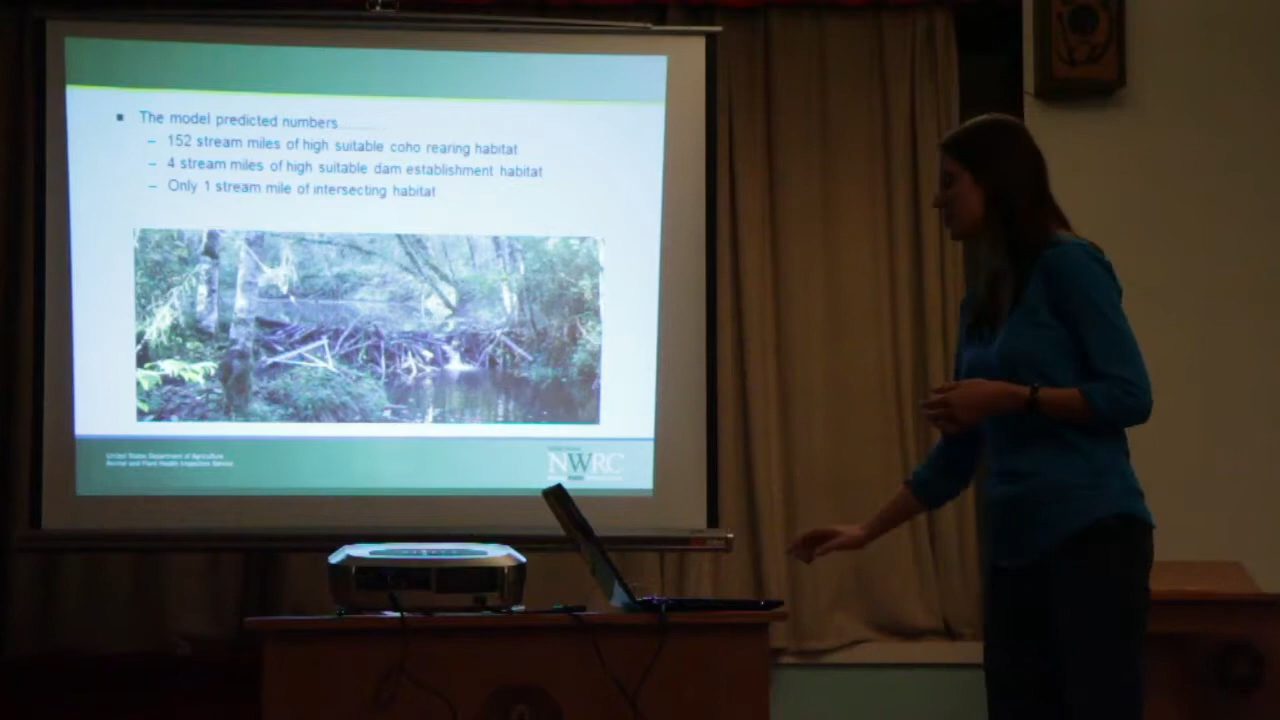 The model predicted numbers........
152 stream miles of high suitable coho rearing habitat
4 stream miles of high suitable dam establishment habitat
Only 1 stream mile of intersecting habitat
United States Department of Agriculture
Animal and Plant Health Inspection Service
NWRC